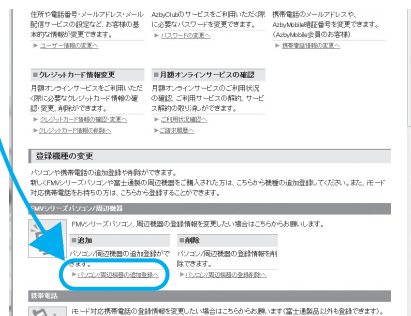 住所や電話番号・メールアドレス・メール
配信サービスの設定など、お客様の基
本的な情報が変更できます。
▶ ユーザー情報の変更へ
AzbyClubのサービスをご利用いただく際
に必要なパスワードを変更できます。
▶ パスワードの変更へ
携帯電話のメールアドレスや、
AzbyMobile暗証番号を変更できます。
(AzbyMobile会員のお客様)
▶ 携帯電話情報の変更へ
■クレジットカード情報変更
月額オンラインサービスをご利用いただ
く際に必要なクレジットカード情報の確
認・変更、削除ができます。
▶ クレジットカード情報の確認・変更へ
▶ クレジットカード情報の削除へ
■月額オンラインサービスの確認
月額オンラインサービスのご利用状況
の確認、ご利用サービスの解約、サービ
ス解約の取り消しができます。
▶ ご利用状況確認へ
▶ ご請求履歴へ
登録機種の変更
パソコンや携帯電話の追加登録や削除ができます。
新しくFMVシリーズパソコンや富士通製の周辺機器をご購入された方は、こちらから機種の追加登録してください。また、iモード
対応携帯電話をお持ちの方は、こちらから登録することができます。
FMVシリーズパソコン/周辺機器
FMVシリーズパソコン、周辺機器の登録情報を変更したい場合はこちらからお願いします。
■追加
パソコン/周辺機器の追加登録がで
きます。
▶ パソコン/周辺機器の追加登録へ
■削除
パソコン/周辺機器の登録情報を削
除できます。
▶ パソコン/周辺機器の登録削除へ
携帯電話
iモード対応携帯電話の登録情報を変更したい場合はこちらからお願います(富士通製品以外も登録できます)。